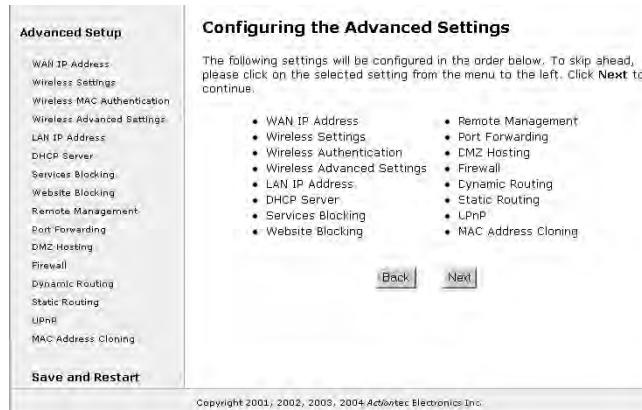 Advanced Setup
WAN IP Address
Wireless Settings
Wireless MAC Authentication
Wireless Advanced Settings
LAN IP Address
DHCP Server
Services Blocking
Website Blocking
Remote Management
Port Forwarding
DMZ Hosting
Firewall
Dynamic Routing
Static Routing
UPnP
MAC Address Cloning
Save and Restart
Configuring the Advanced Settings
The following settings will be configured in the order below. To skip ahead,
please click on the selected setting from the menu to the left. Click Next to
continue.
• WAN IP Address
• Wireless Settings
• Wireless Authentication
• Wireless Advanced Settings
• LAN IP Address
• DHCP Server
• Services Blocking
• Website Blocking
• Remote Management
• Port Forwarding
• DMZ Hosting
• Firewall
• Dynamic Routing
• Static Routing
• UPnP
• MAC Address Cloning
Back Next
Copyright 2001, 2002, 2003, 2004 Actiontec Electronics Inc.